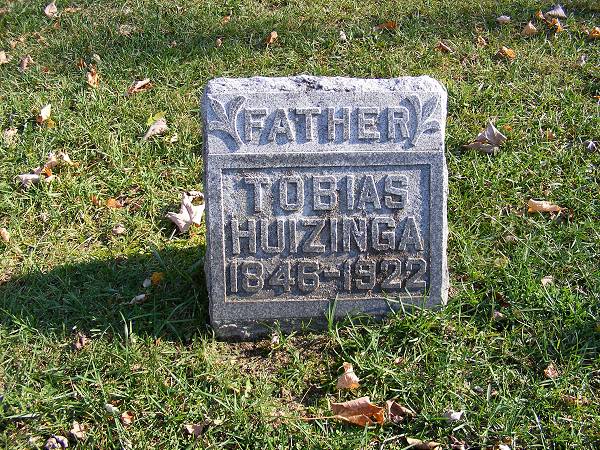 FATHER
TOBIAS
HUIZINGA
1846-1922